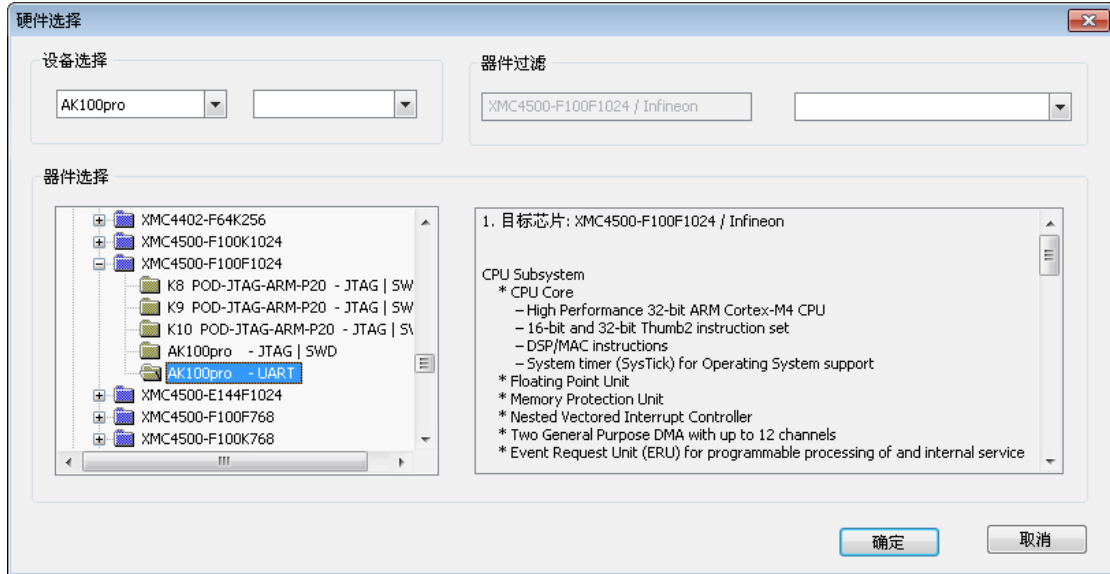 硬件选择
设备选择
器件过滤
AK100pro
XMC4500-F100F1024 / Infineon
器件选择
XMC4402-F64K256
XMC4500-F100K1024
XMC4500-F100F1024
K8 POD-JTAG-ARM-P20 - JTAG | SW
K9 POD-JTAG-ARM-P20 - JTAG | SW
K10 POD-JTAG-ARM-P20 - JTAG |
AK100pro - JTAG | SWD
AK100pro - UART
XMC4500-E144F1024
XMC4500-F100F768
XMC4500-F100K768
1. 目标芯片: XMC4500-F100F1024 / Infineon
CPU Subsystem
* CPU Core
– High Performance 32-bit ARM Cortex-M4 CPU
– 16-bit and 32-bit Thumb2 instruction set
– DSP/MAC instructions
– System timer (SysTick) for Operating System support
* Floating Point Unit
* Memory Protection Unit
* Nested Vectored Interrupt Controller
* Two General Purpose DMA with up to 12 channels
* Event Request Unit (ERU) for programmable processing of and internal service
确定
取消